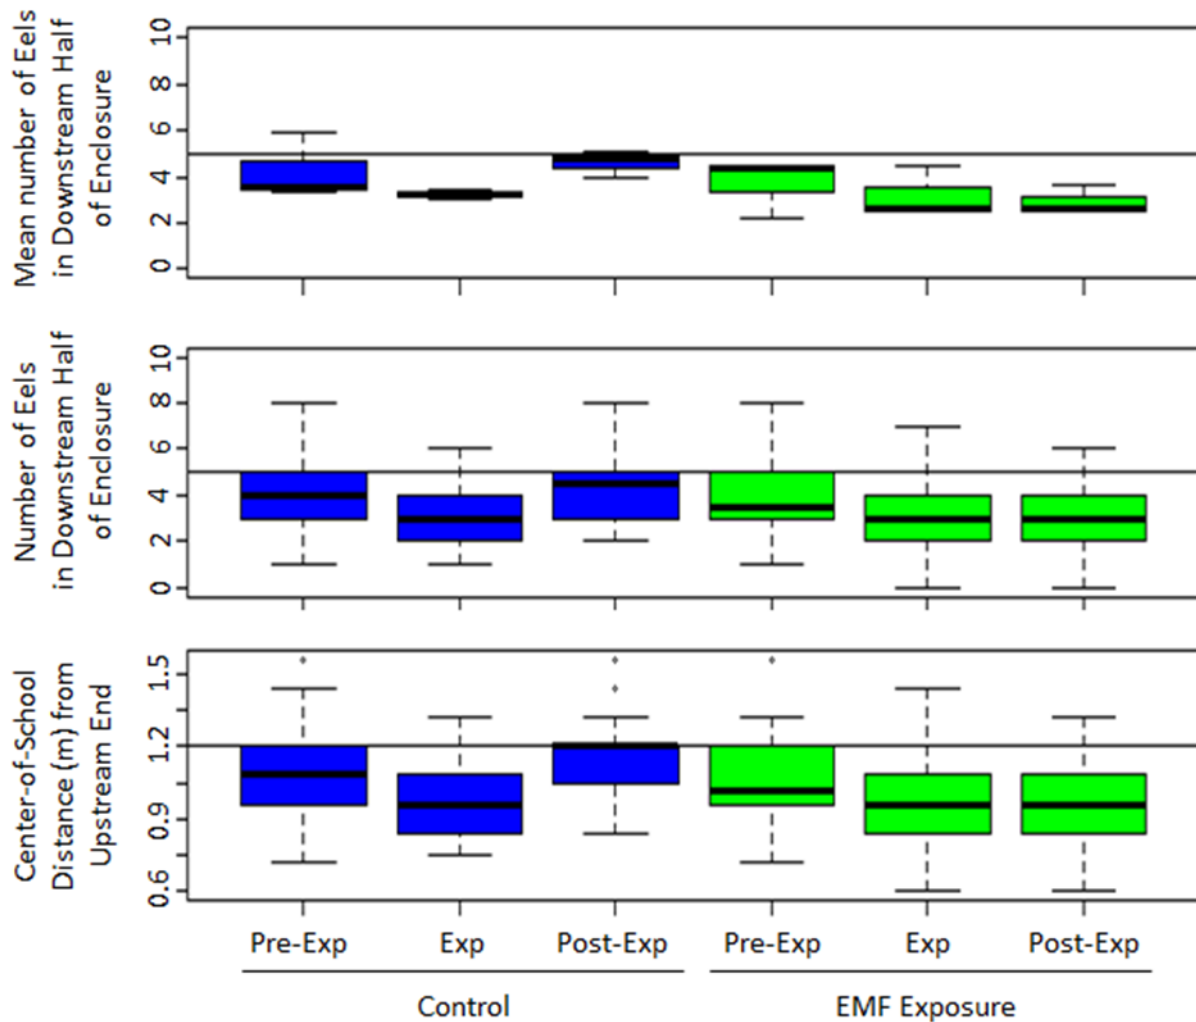 Mean number of Eels
in Downstream Half
of Enclosure
10
8
6
4
2
0
Number of Eels
in Downstream Half
of Enclosure
10
8
6
4
2
0
Center-of-School
Distance (m) from
Upstream End
1.5
1.2
0.9
0.6
Pre-Exp Exp Post-Exp Pre-Exp Exp Post-Exp
Control EMF Exposure